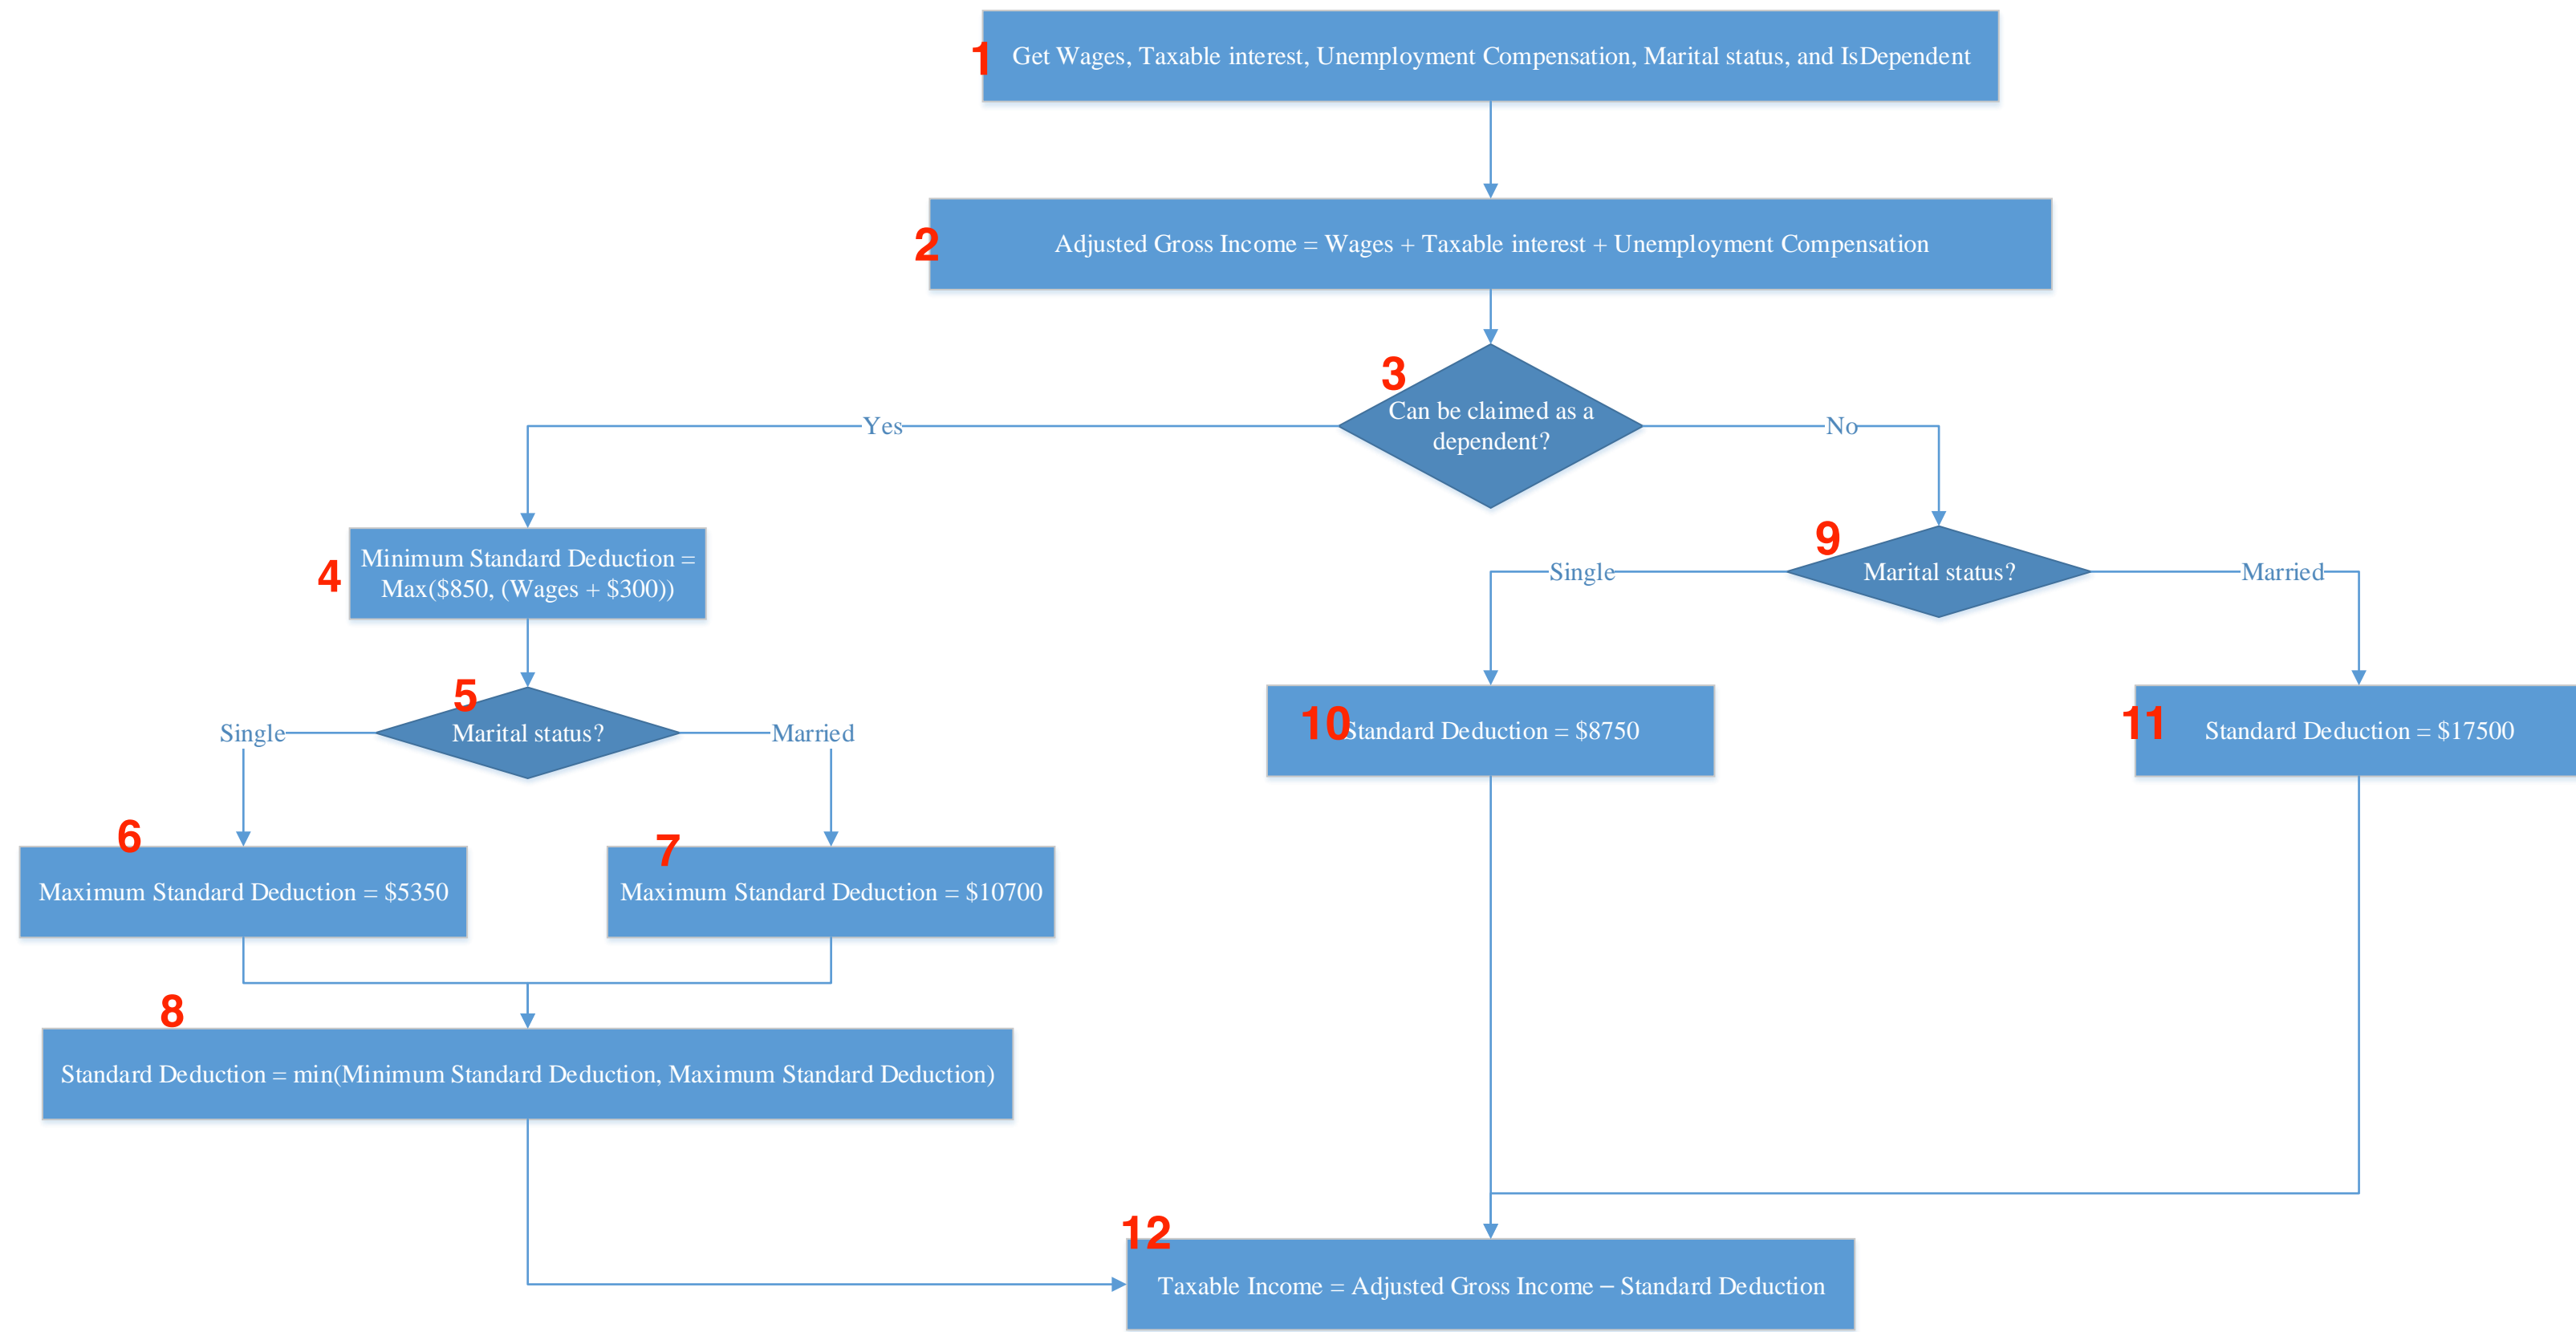 1
Get Wages, Taxable interest, Unemployment Compensation, Marital status, and IsDependent
2
Adjusted Gross Income = Wages + Taxable interest + Unemployment Compensation
3
Can be claimed as a
dependent?
Yes
No
4
Minimum Standard Deduction =
Max($850, (Wages + $300))
9
Marital status?
Single
Married
5
Marital status?
Single
Married
10
Standard Deduction = $8750
11
Standard Deduction = $17500
6
Maximum Standard Deduction = $5350
7
Maximum Standard Deduction = $10700
8
Standard Deduction = min(Minimum Standard Deduction, Maximum Standard Deduction)
12
Taxable Income = Adjusted Gross Income – Standard Deduction